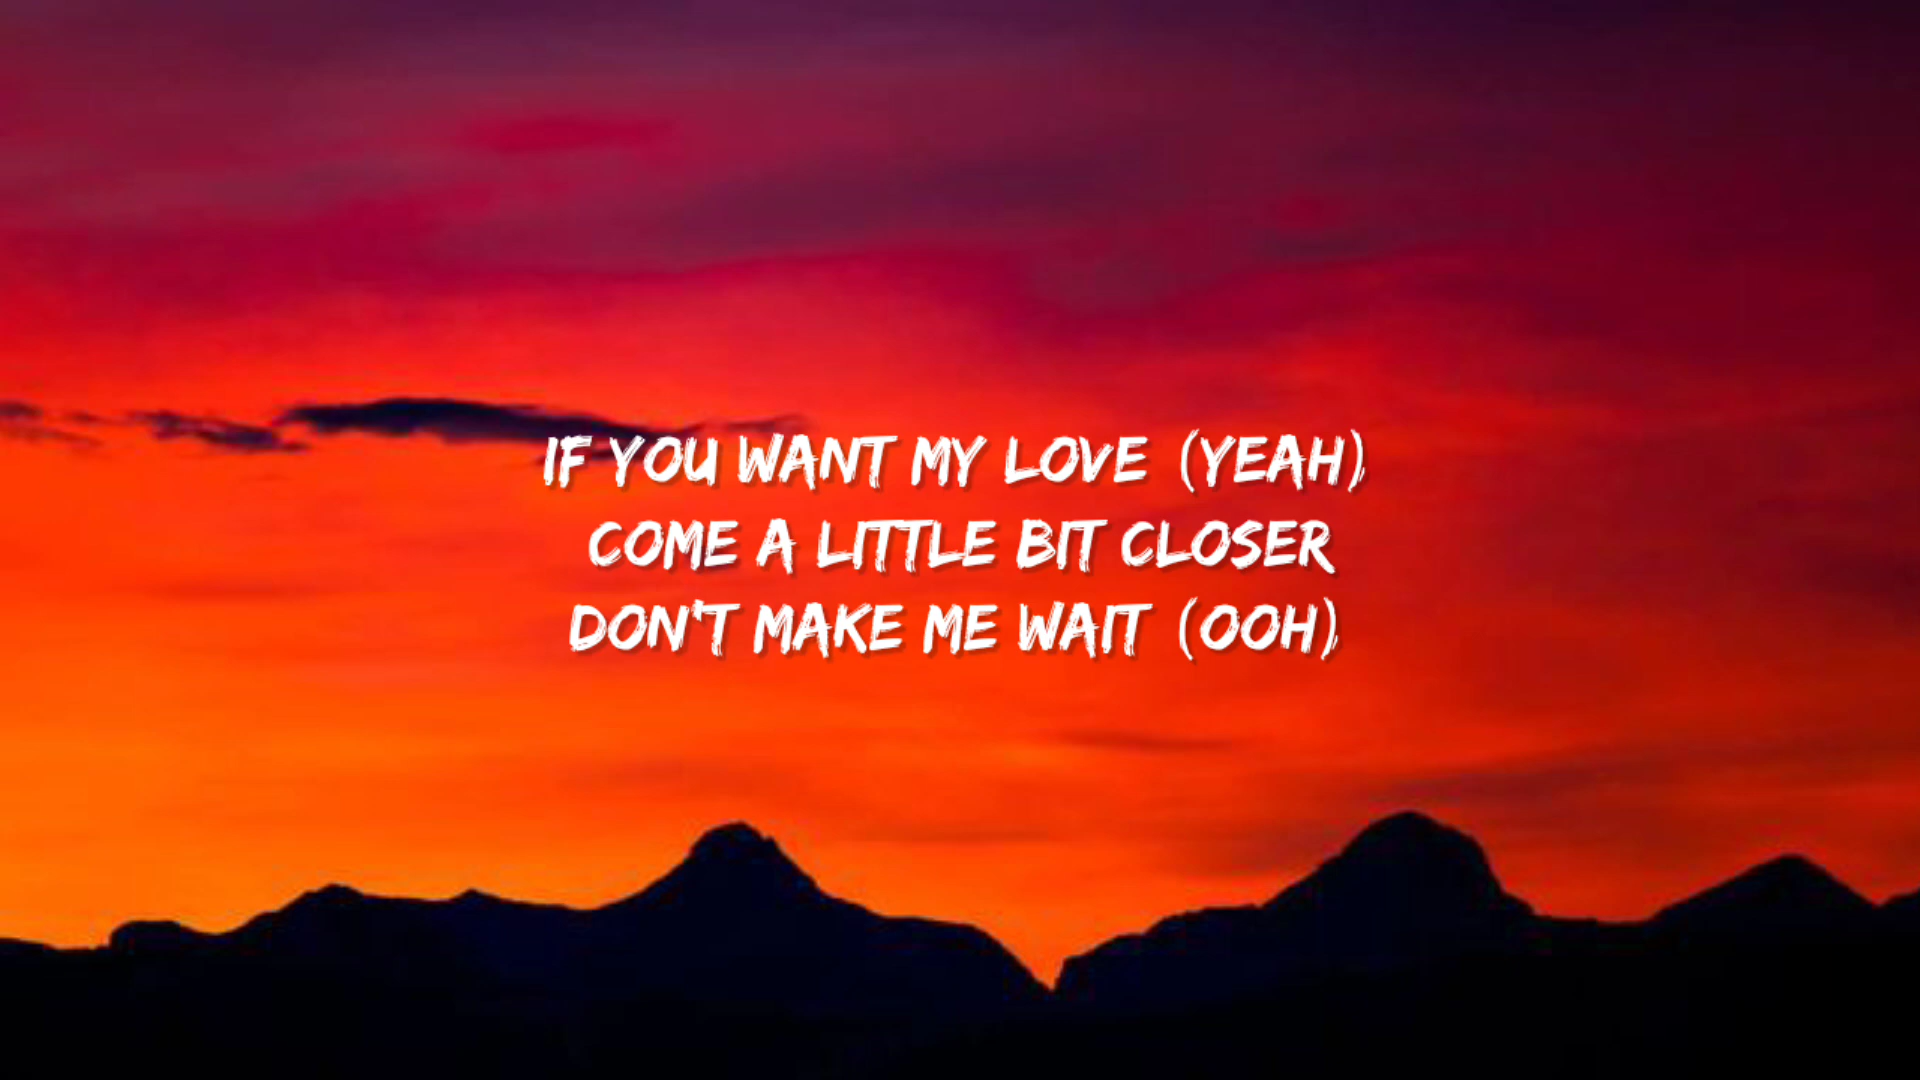 IF YOU WANT MY LOVE (YEAH)
COME A LITTLE BIT CLOSER
DON'T MAKE ME WAIT (OOH)